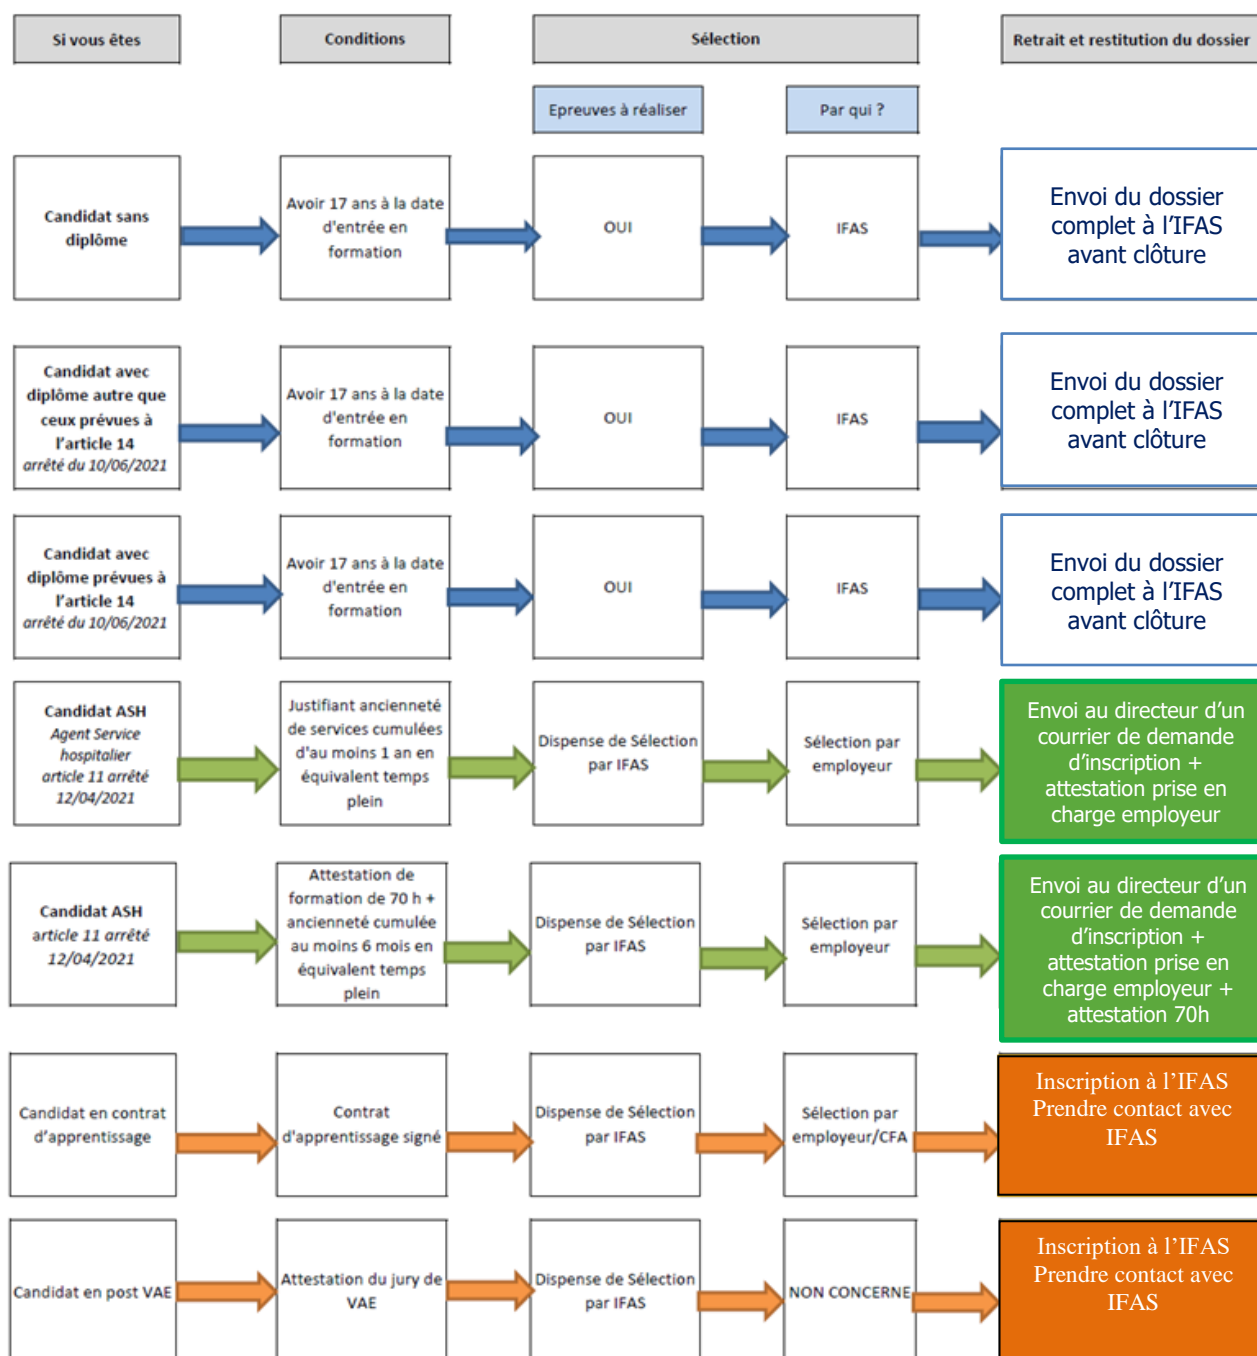 Si vous êtes
Conditions
Sélection
Retrait et restitution du dossier
Epreuves à réaliser
Par qui ?
Candidat sans
diplôme
Avoir 17 ans à la date
d'entrée en
formation
OUI
IFAS
Envoi du dossier
complet à l’IFAS
avant clôture
Candidat avec
diplôme autre que
ceux prévues à
l’article 14
arrêté du 10/06/2021
Avoir 17 ans à la date
d'entrée en
formation
OUI
IFAS
Envoi du dossier
complet à l’IFAS
avant clôture
Candidat avec
diplôme prévues à
l’article 14
arrêté du 10/06/2021
Avoir 17 ans à la date
d'entrée en
formation
OUI
IFAS
Envoi du dossier
complet à l’IFAS
avant clôture
Candidat ASH
Agent Service
hospitalier
article 11 arrêté
12/04/2021
Justifiant ancienneté
de services cumulées
d'au moins 1 an en
équivalent temps
plein
Dispense de Sélection
par IFAS
Sélection par
employeur
Envoi au directeur d’un
courrier de demande
d’inscription +
attestation prise en
charge employeur
Candidat ASH
article 11 arrêté
12/04/2021
Attestation de
formation de 70 h +
ancienneté cumulée
au moins 6 mois en
équivalent temps
plein
Dispense de Sélection
par IFAS
Sélection par
employeur
Envoi au directeur d’un
courrier de demande
d’inscription +
attestation prise en
charge employeur +
attestation 70h
Candidat en contrat
d’apprentissage
Contrat
d'apprentissage signé
Dispense de Sélection
par IFAS
Sélection par
employeur/CFA
Inscription à l’IFAS
Prendre contact avec
IFAS
Candidat en post VAE
Attestation du jury de
VAE
Dispense de Sélection
par IFAS
NON CONCERNE
Inscription à l’IFAS
Prendre contact avec
IFAS